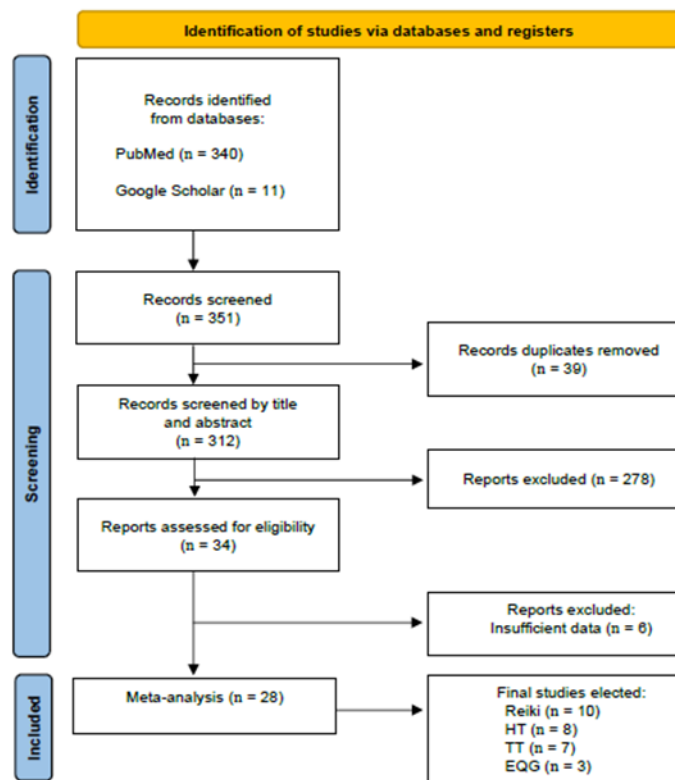 Identification of studies via databases and registers
Identification
Records identified
from databases:
PubMed (n = 340)
Google Scholar (n = 11)
Screening
Records screened
(n = 351)
Records duplicates removed
(n = 39)
Records screened by title
and abstract
(n = 312)
Reports excluded (n = 278)
Reports assessed for eligibility
(n = 34)
Reports excluded:
Insufficient data (n = 6)
Included
Meta-analysis (n = 28)
Final studies elected:
Reiki (n = 10)
HT (n = 8)
TT (n = 7)
EQG (n = 3)